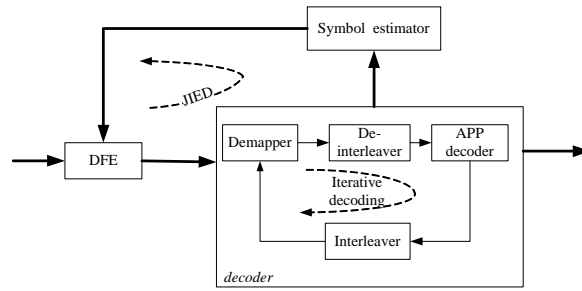 Symbol estimator
JIED
DFE
Demapper
De-
interleaver
APP
decoder
Iterative
decoding
Interleaver
decoder